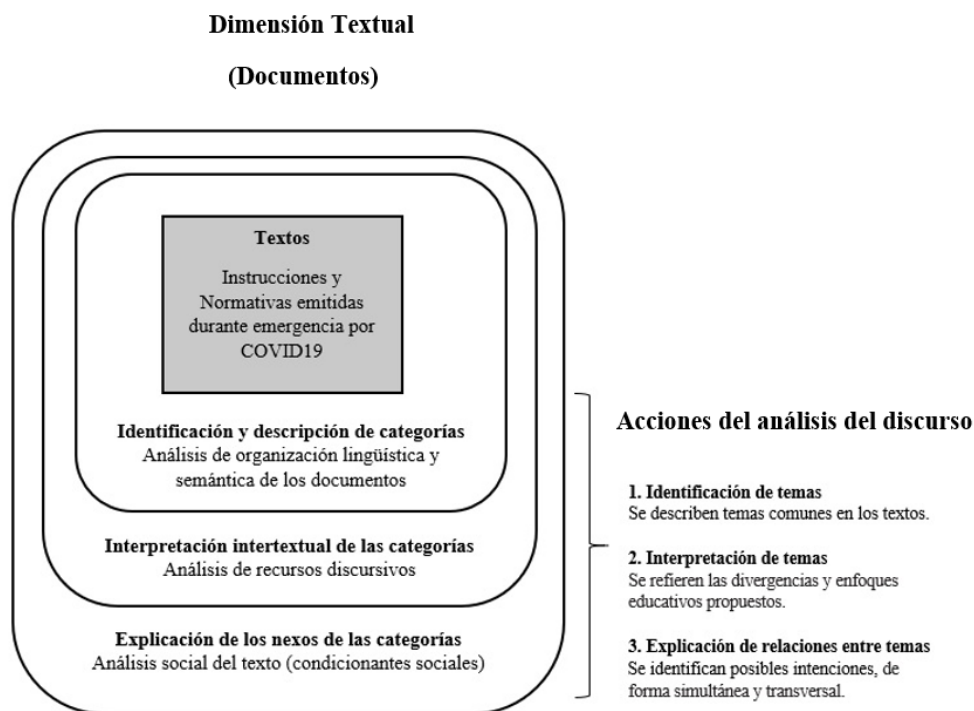 Dimensión Textual
(Documentos)
Textos
Instrucciones y
Normativas emitidas
durante emergencia por
COVID19
Identificación y descripción de categorías
Análisis de organización lingüística y
semántica de los documentos
Interpretación intertextual de las categorías
Análisis de recursos discursivos
Explicación de los nexos de las categorías
Análisis social del texto (condicionantes sociales)
Acciones del análisis del discurso
1. Identificación de temas
Se describen temas comunes en los textos.
2. Interpretación de temas
Se refieren las divergencias y enfoques
educativos propuestos.
3. Explicación de relaciones entre temas
Se identifican posibles intenciones, de
forma simultánea y transversal.